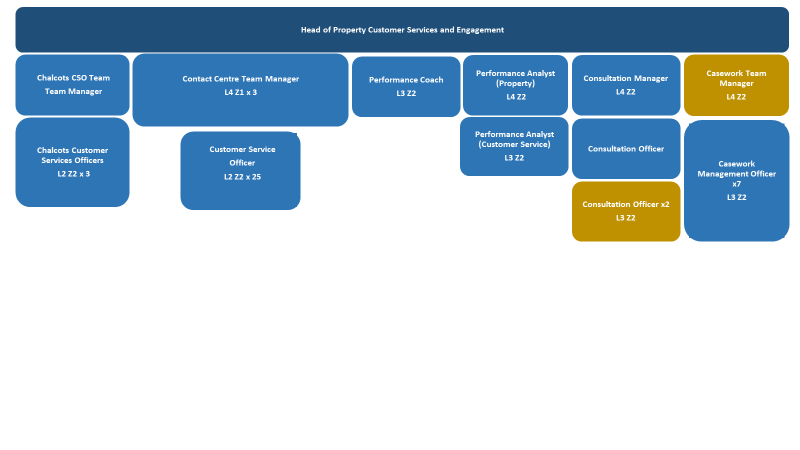 Head of Property Customer Services and Engagement
Chalcots CSO Team
Team Manager
Chalcots Customer
Services Officers
L2 Z2 x 3
Contact Centre Team Manager
L4 Z1 x 3
Customer Service
Officer
L2 Z2 x 25
Performance Coach
L3 Z2
Performance Analyst
(Property)
L4 Z2
Performance Analyst
(Customer Service)
L3 Z2
Consultation Manager
L4 Z2
Consultation Officer
Consultation Officer x2
L3 Z2
Casework Team
Manager
L4 Z2
Casework
Management Officer
x7
L3 Z2